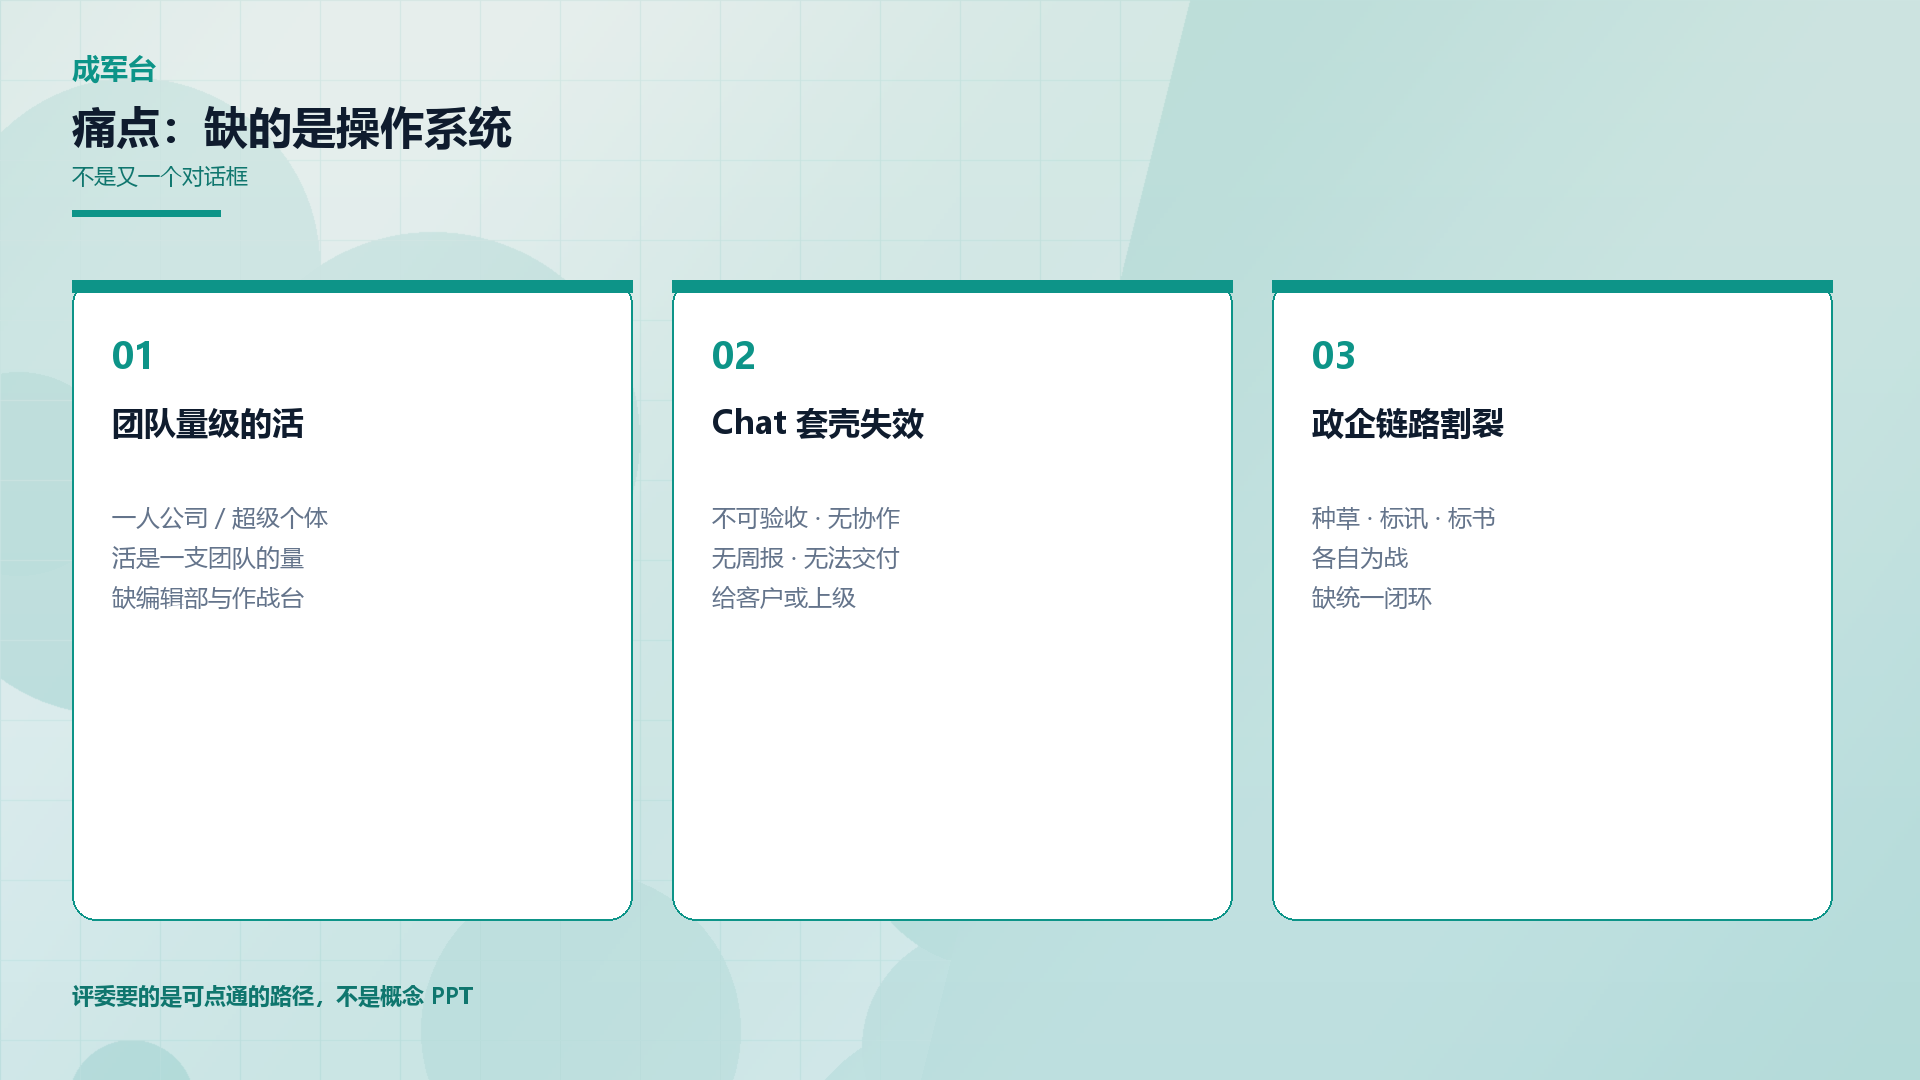 成军台
痛点：缺的是操作系统
不是又一个对话框
01
团队量级的活
一人公司 / 超级个体
活是一支团队的量
缺编辑部与作战台
02
Chat 套壳失效
不可验收 · 无协作
无周报 · 无法交付
给客户或上级
03
政企链路割裂
种草 · 标讯 · 标书
各自为战
缺统一闭环
评委要的是可点通的路径，不是概念 PPT